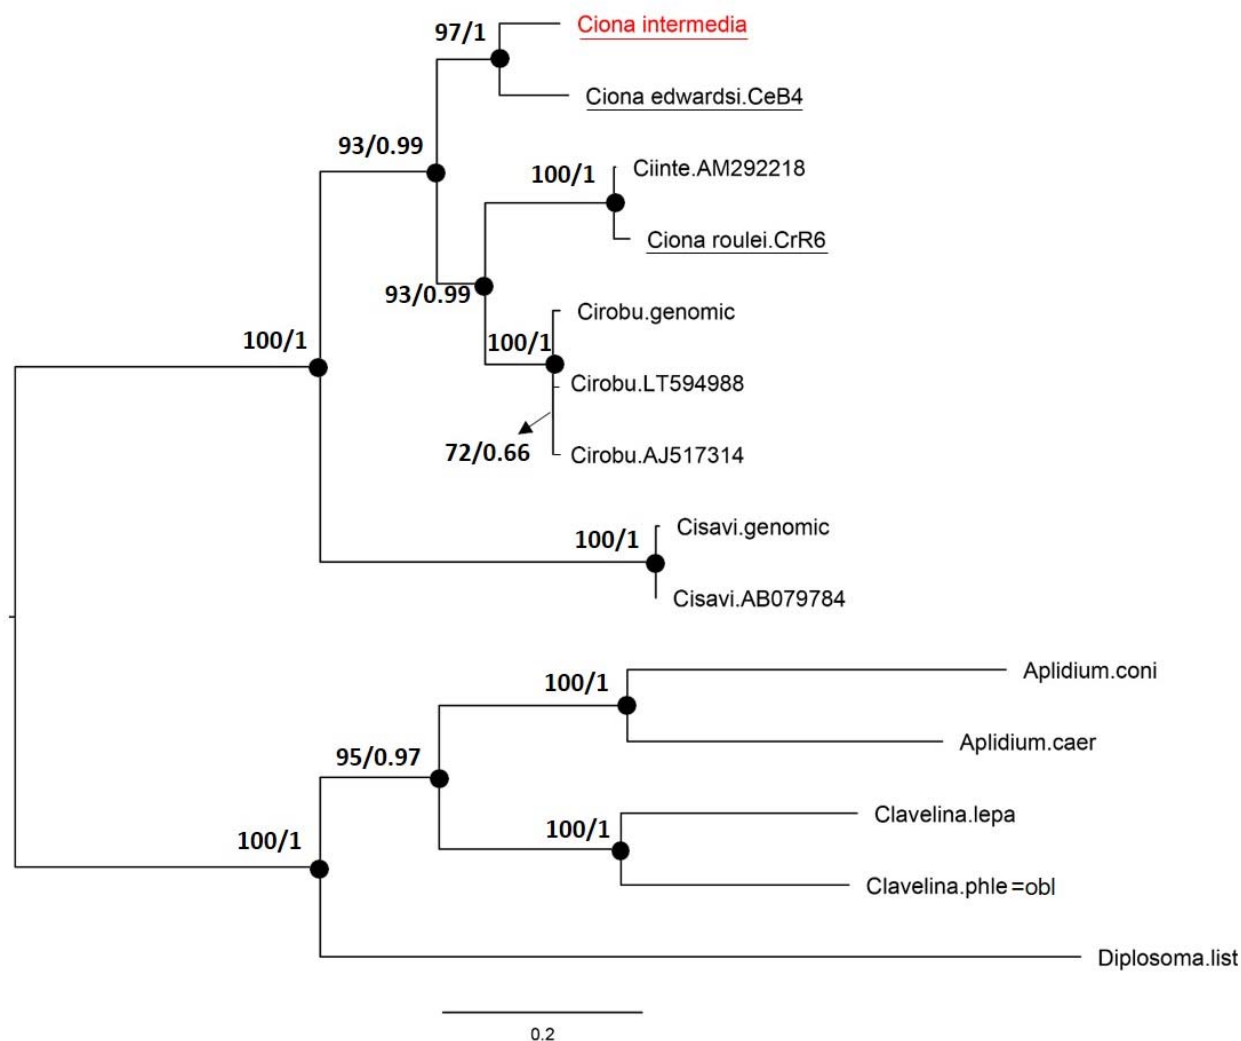 Ciona intermedia
97/1
Ciona edwardsi.CeB4
93/0.99
Ciinte.AM292218
100/1
Ciona roulei.CrR6
93/0.99
Cirobu.genomic
100/1
100/1
Cirobu.LT594988
72/0.66
Cirobu.AJ517314
Cisavi.genomic
100/1
Cisavi.AB079784
Aplidium.coni
100/1
Aplidium.caer
95/0.97
Clavelina.lepa
100/1
100/1
Clavelina.phle=obl
Diplosoma.list
0.2